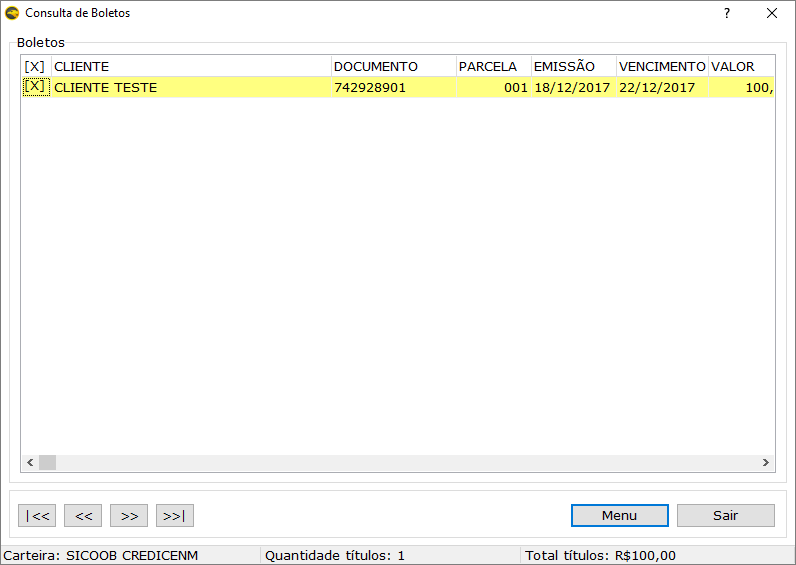 Consulta de Boletos
?
Boletos
[X] CLIENTE DOCUMENTO PARCELA EMISSÃO VENCIMENTO VALOR
[X] CLIENTE TESTE 742928901 001 18/12/2017 22/12/2017 100,
|<< << >> >>| Menu Sair
Carteira: SICOOB CREDICENM Quantidade títulos: 1 Total títulos: R$100,00